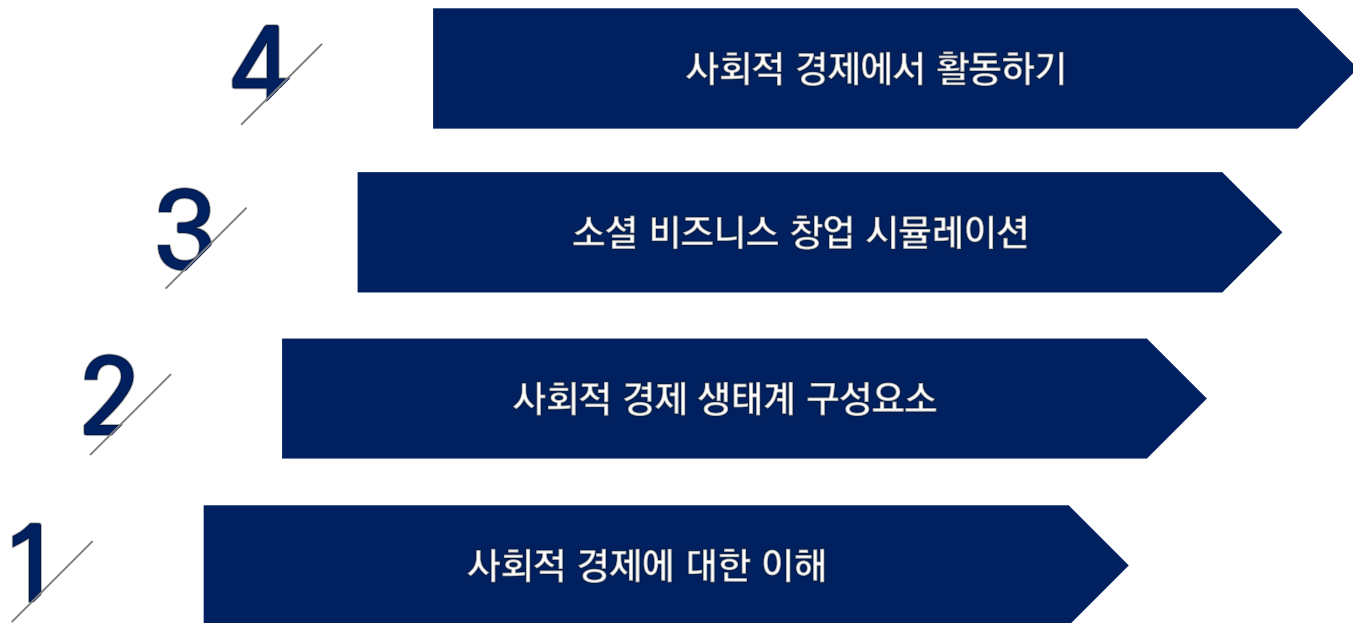 4
사회적 경제에서 활동하기
3
소셜 비즈니스 창업 시뮬레이션
2
사회적 경제 생태계 구성요소
1
사회적 경제에 대한 이해